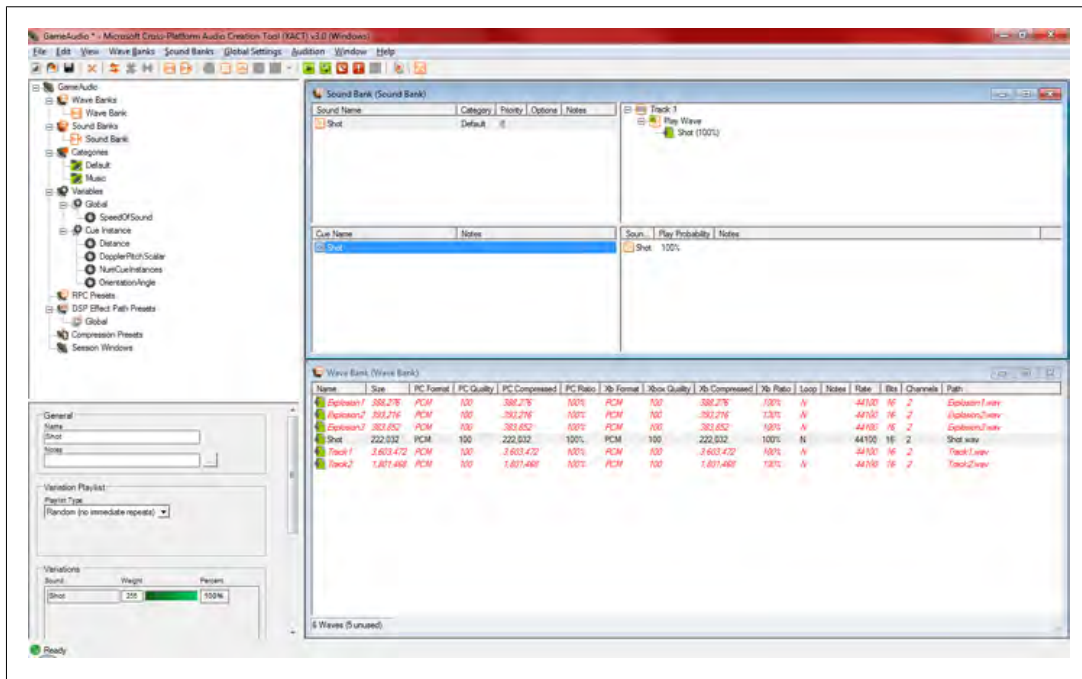 GameAudio * - Microsoft Cross-Platform Audio Creation Tool (XACT) v3.0 (Windows)
File Edit View Wave Banks Sound Banks Global Settings Audition Window Help
GameAudio
Wave Banks
Wave Bank
Sound Banks
Sound Bank
Categories
Default
Music
Variables
Global
SpeedOfSound
Cue Instance
Distance
DopplerPitchScalar
NumCueInstances
OrientationAngle
RPC Presets
DSP Effect Path Presets
Global
Compression Presets
Session Windows
General
Name
Shot
Notes
...
Variation Playlist
Playlist Type
Random (no immediate repeats)
Variations
Sound Weight Percent
Shot 255 100%
Ready
Sound Bank (Sound Bank)
Sound Name Category Priority Options Notes
Shot Default 0
Track 1
Play Wave
Shot (100%)
Cue Name Notes
Shot
Soun... Play Probability Notes
Shot 100%
Wave Bank (Wave Bank)
Name Size PC Format PC Quality PC Compressed PC Ratio Xb Format Xbox Quality Xb Compressed Xb Ratio Loop Notes Rate Bits Channels Path
Explosion1 388,276 PCM 100 388,276 100% PCM 100 388,276 100% N 44100 16 2 Explosion1.wav
Explosion2 393,216 PCM 100 393,216 100% PCM 100 393,216 100% N 44100 16 2 Explosion2.wav
Explosion3 383,652 PCM 100 383,652 100% PCM 100 383,652 100% N 44100 16 2 Explosion3.wav
Shot 222,032 PCM 100 222,032 100% PCM 100 222,032 100% N 44100 16 2 Shot.wav
Track1 3,603,472 PCM 100 3,603,472 100% PCM 100 3,603,472 100% N 44100 16 2 Track1.wav
Track2 1,801,468 PCM 100 1,801,468 100% PCM 100 1,801,468 100% N 44100 16 2 Track2.wav
6 Waves (5 unused)